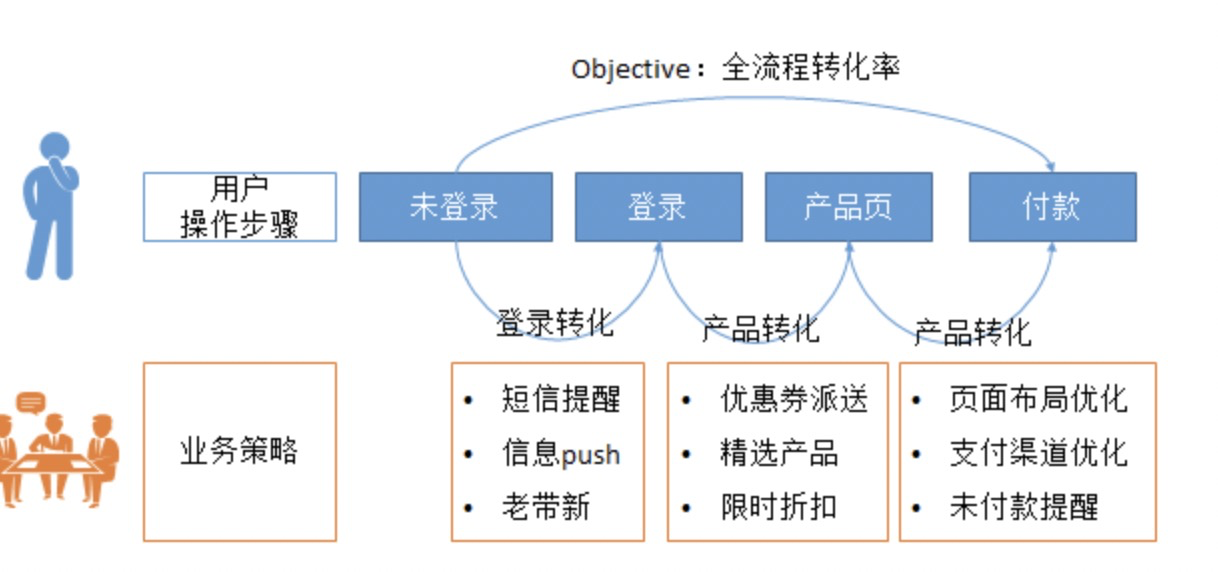 Objective：全流程转化率
用户
操作步骤
未登录
登录
产品页
付款
登录转化
产品转化
产品转化
业务策略
• 短信提醒
• 信息push
• 老带新
• 优惠券派送
• 精选产品
• 限时折扣
• 页面布局优化
• 支付渠道优化
• 未付款提醒